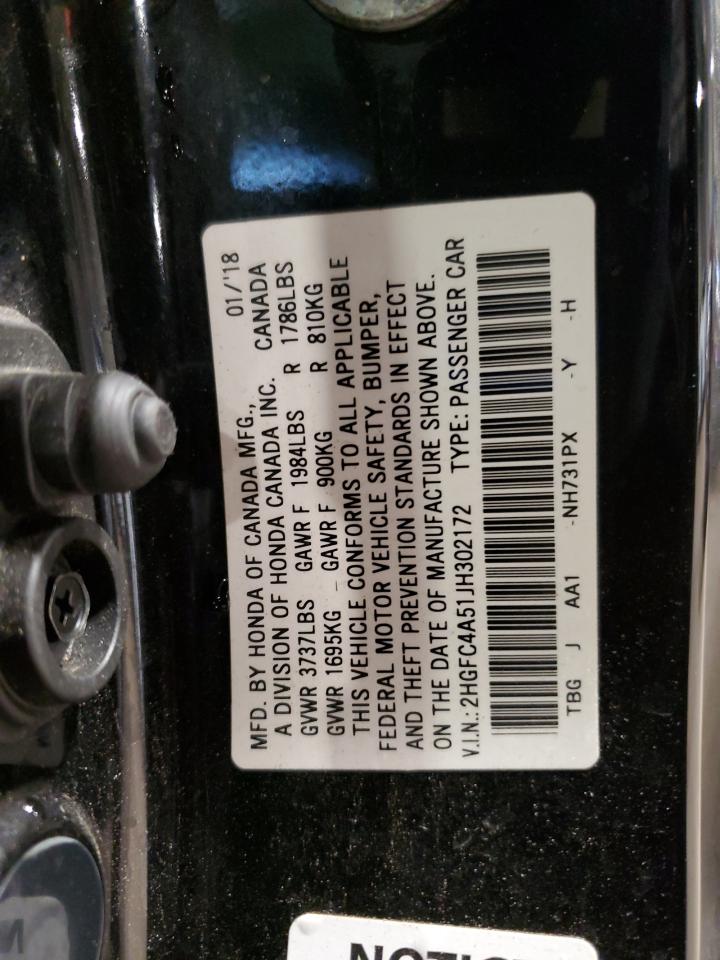 01/'18
MFD. BY HONDA OF CANADA MFG.,
A DIVISION OF HONDA CANADA INC. CANADA
GVWR 3737LBS GAWR F 1984LBS R 1786LBS
GVWR 1695KG GAWR F 900KG R 810KG
THIS VEHICLE CONFORMS TO ALL APPLICABLE
FEDERAL MOTOR VEHICLE SAFETY, BUMPER,
AND THEFT PREVENTION STANDARDS IN EFFECT
ON THE DATE OF MANUFACTURE SHOWN ABOVE.
V.I.N.:2HGFC4A51JH302172 TYPE: PASSENGER CAR
TBG J AA1 -NH731PX -Y -H